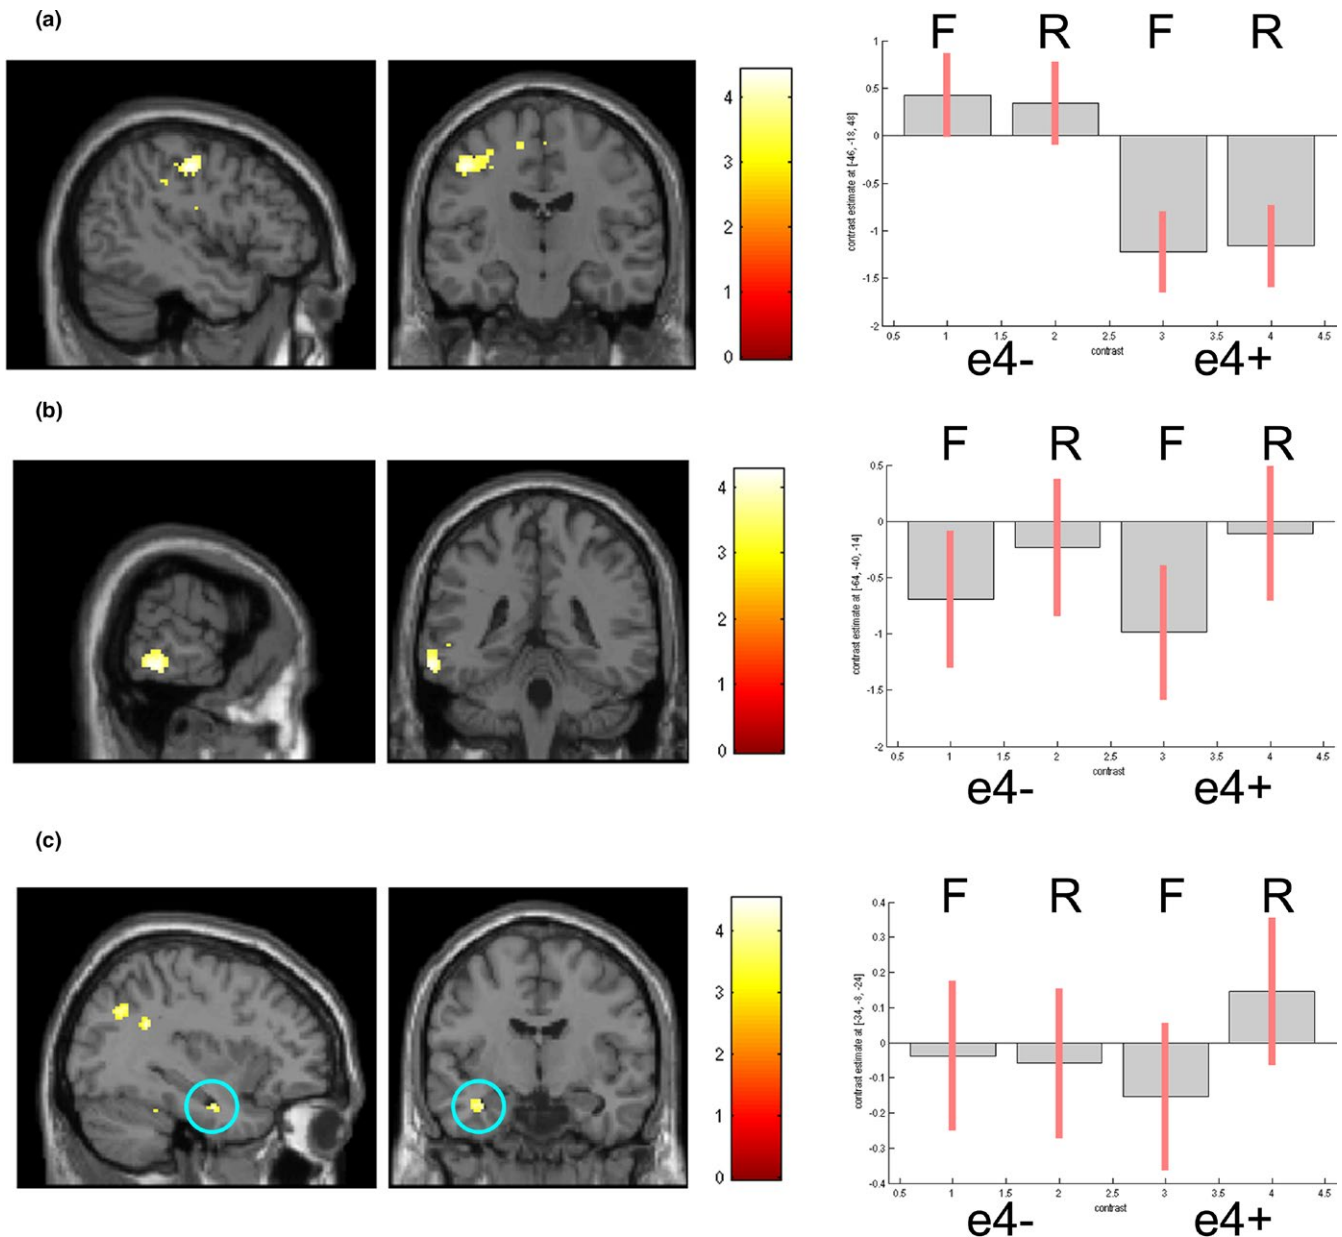 (a)
F R F R
4
3
2
1
0
contrast estimate at [-46, -18, 48]
1
0.5
0
-0.5
-1
-1.5
-2
0.5 1 1.5 2 2.5 3 3.5 4 4.5
contrast
e4- e4+
(b)
F R F R
4
3
2
1
0
contrast estimate at [-64, -40, -14]
0.5
0
-0.5
-1
-1.5
-2
0.5 1 1.5 2 2.5 3 3.5 4 4.5
contrast
e4- e4+
(c)
F R F R
4
3
2
1
0
contrast estimate at [-34, -8, -24]
0.4
0.3
0.2
0.1
0
-0.1
-0.2
-0.3
-0.4
0.5 1 1.5 2 2.5 3 3.5 4 4.5
contrast
e4- e4+